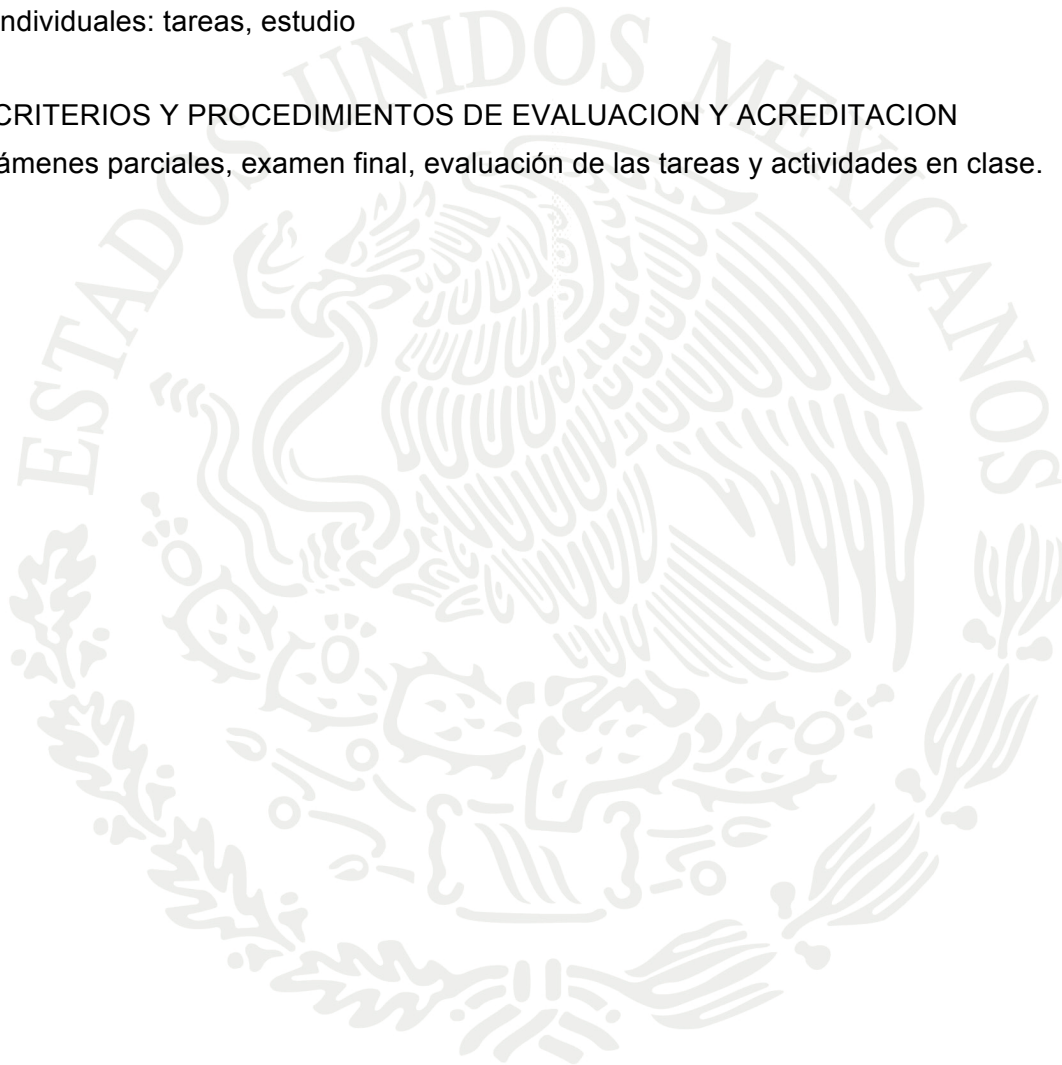 ndividuales: tareas, estudio
CRITERIOS Y PROCEDIMIENTOS DE EVALUACION Y ACREDITACION
ámenes parciales, examen final, evaluación de las tareas y actividades en clase.
ESTADOS UNIDOS MEXICANOS